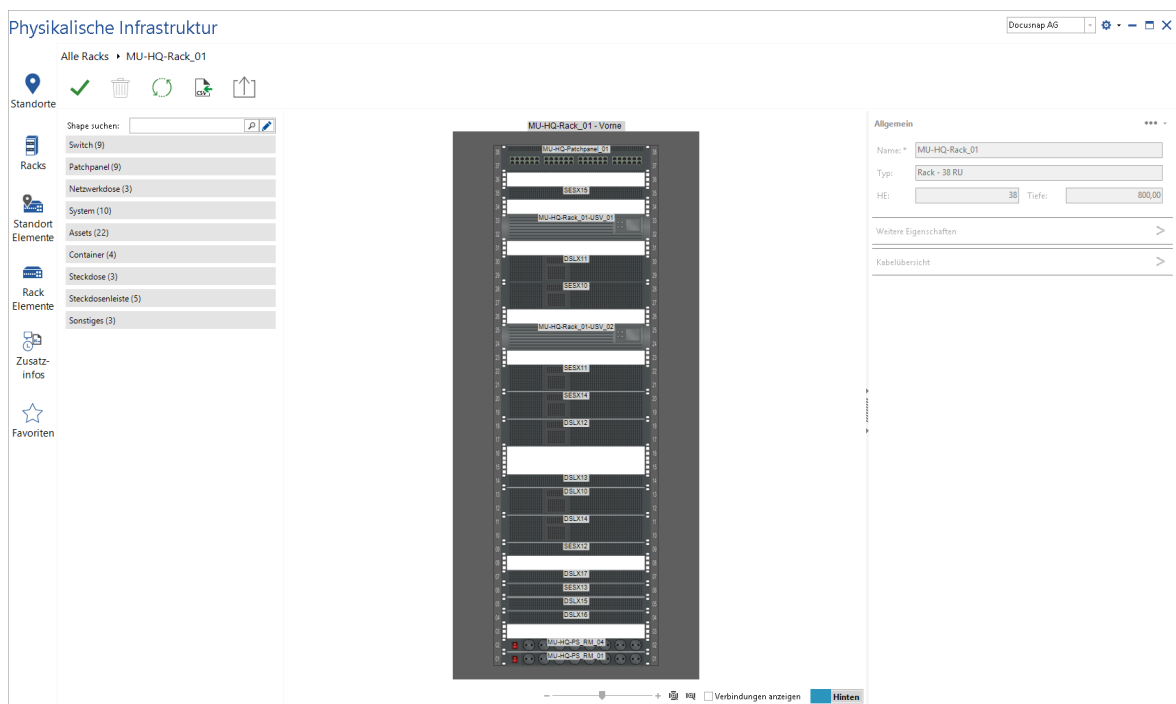 Physikalische Infrastruktur
Docusnap AG
Alle Racks MU-HQ-Rack_01
Standorte
Racks
Standort
Elemente
Rack
Elemente
Zusatz-
infos
Favoriten
CSV
Shape suchen:
Switch (9)
Patchpanel (9)
Netzwerkdose (3)
System (10)
Assets (22)
Container (4)
Steckdose (3)
Steckdosenleiste (5)
Sonstiges (3)
MU-HQ-Rack_01 - Vorne
MU-HQ-Patchpanel_01
SESX15
MU-HQ-Rack_01-USV_01
DSLX11
SESX10
MU-HQ-Rack_01-USV_02
SESX11
SESX14
DSLX12
DSLX13
DSLX10
DSLX14
SESX12
DSLX17
SESX13
DSLX15
DSLX16
MU-HQ-PS_RM_04
MU-HQ-PS_RM_01
Verbindungen anzeigen
Hinten
Allgemein
Name: * MU-HQ-Rack_01
Typ: Rack - 38 RU
HE: 38 Tiefe: 800,00
Weitere Eigenschaften
Kabelübersicht